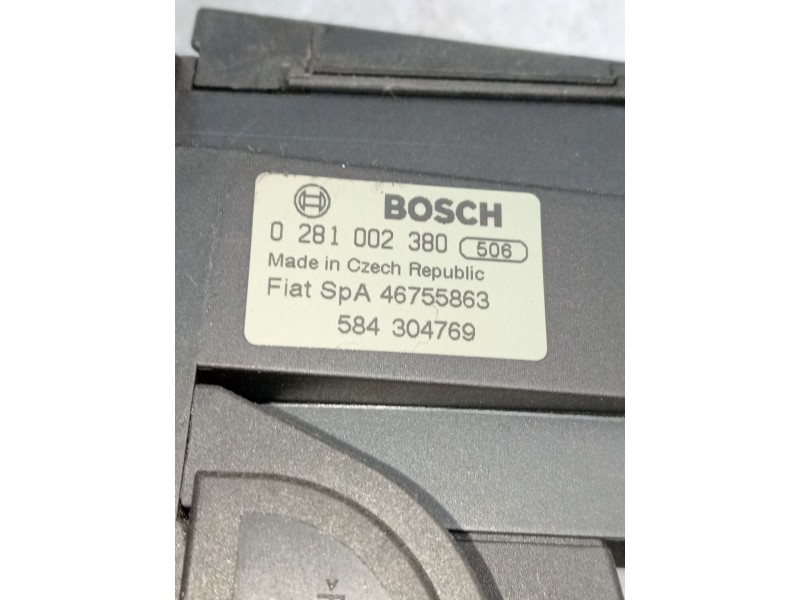 BOSCH
0 281 002 380 506
Made in Czech Republic
Fiat SpA 46755863
584 304769
A